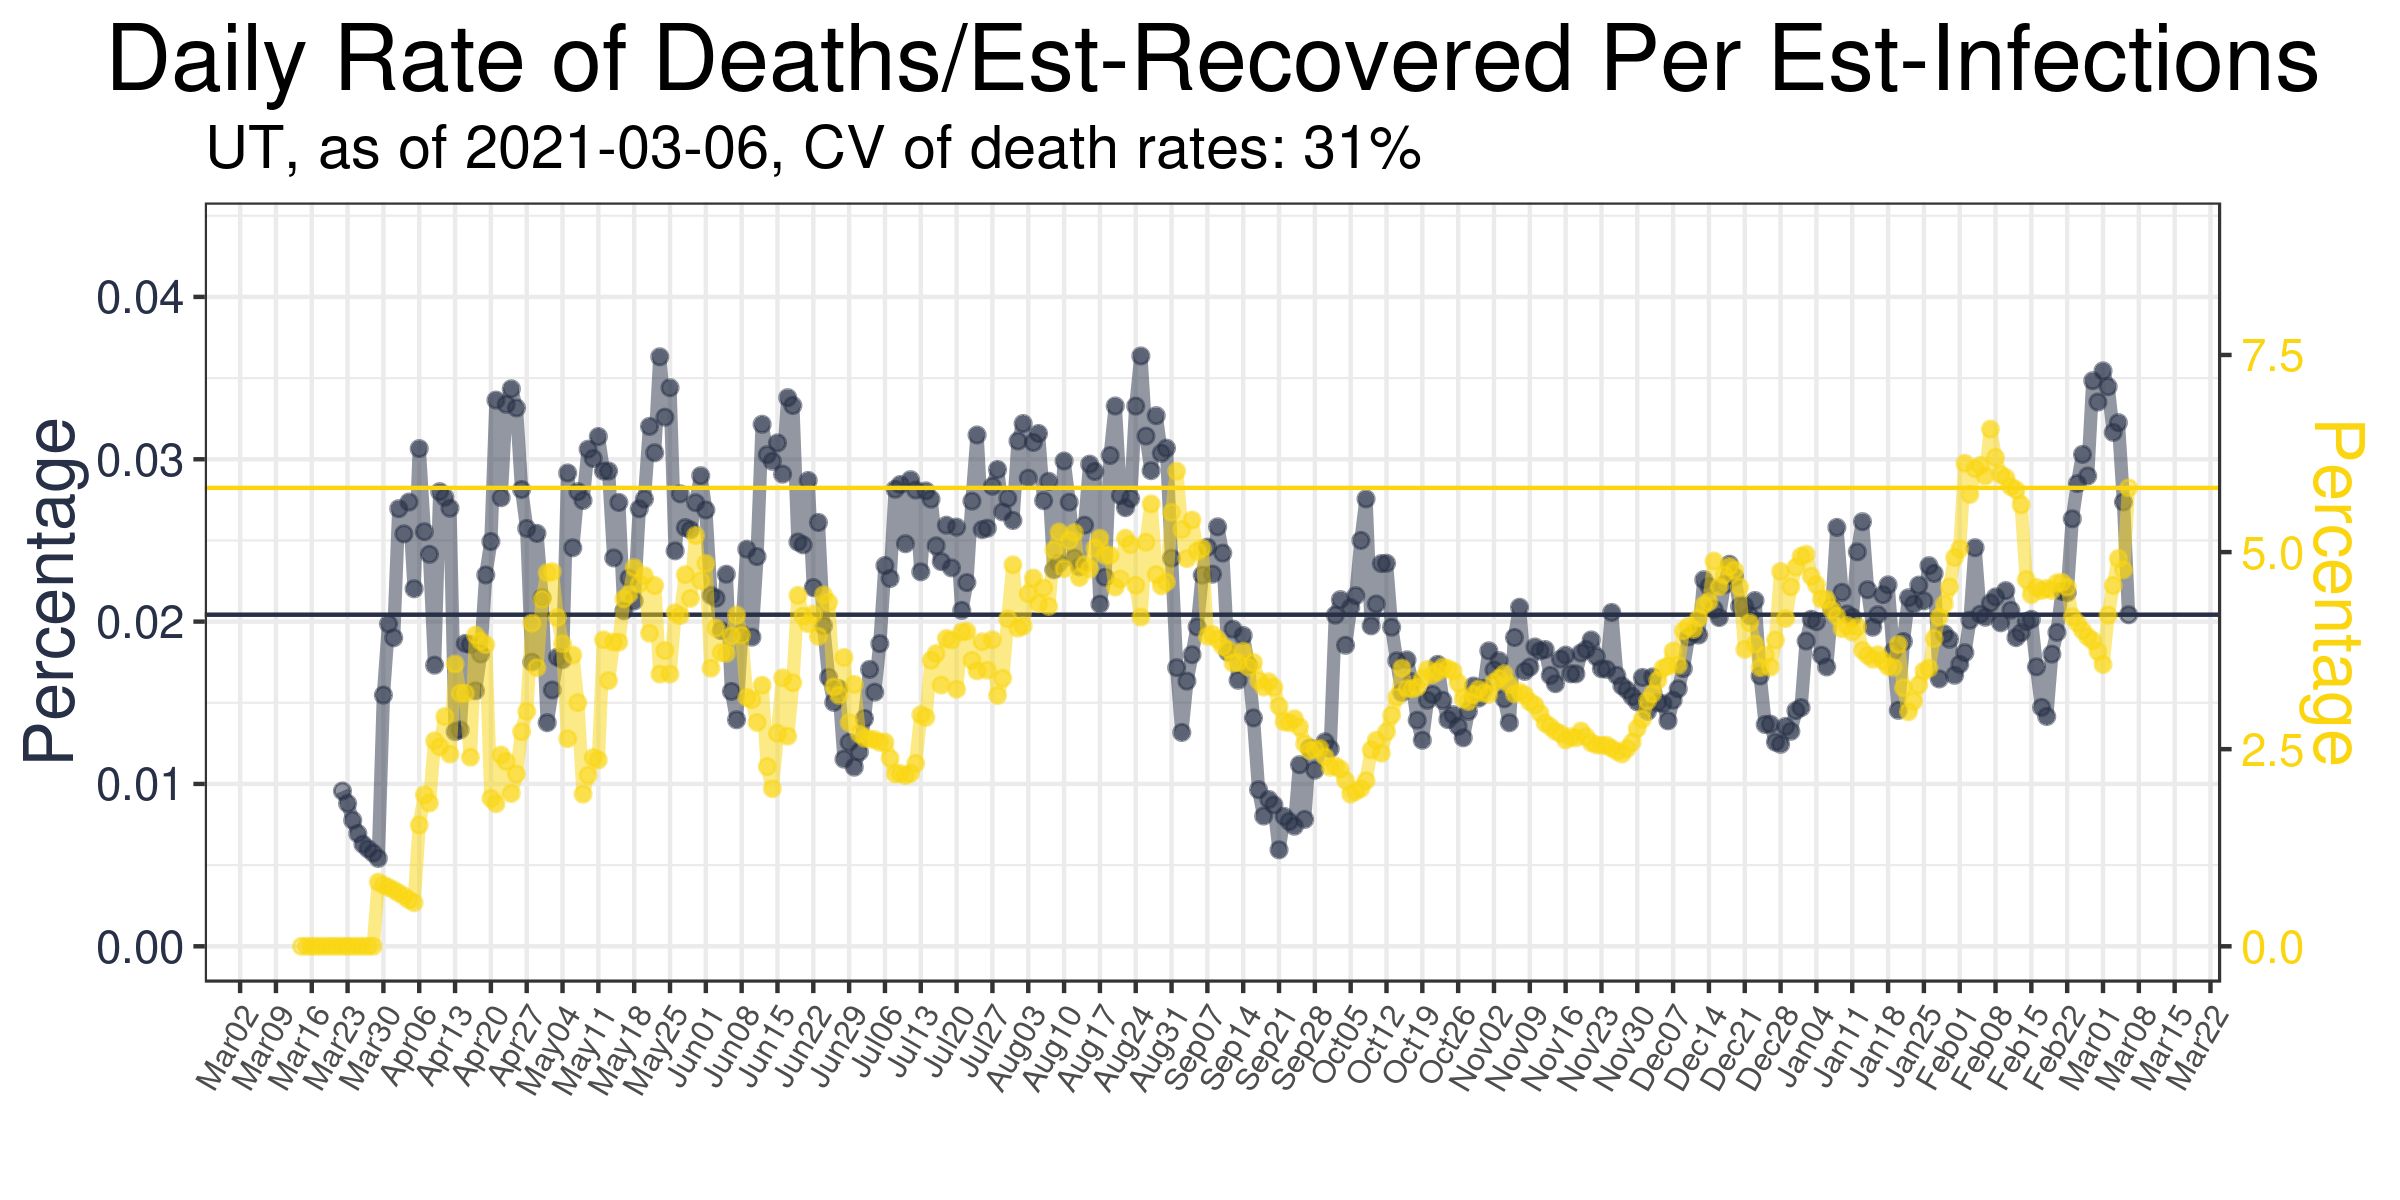 Daily Rate of Deaths/Est-Recovered Per Est-Infections
UT, as of 2021-03-06, CV of death rates: 31%
Percentage
0.04
0.03
0.02
0.01
0.00
7.5
5.0
2.5
0.0
Percentage
Mar02 Mar09 Mar16 Mar23 Mar30 Apr06 Apr13 Apr20 Apr27 May04 May11 May18 May25 Jun01 Jun08 Jun15 Jun22 Jun29 Jul06 Jul13 Jul20 Jul27 Aug03 Aug10 Aug17 Aug24 Aug31 Sep07 Sep14 Sep21 Sep28 Oct05 Oct12 Oct19 Oct26 Nov02 Nov09 Nov16 Nov23 Nov30 Dec07 Dec14 Dec21 Dec28 Dec04 Jan11 Jan18 Jan25 Feb01 Feb08 Feb15 Feb22 Mar01 Mar08 Mar15 Mar22